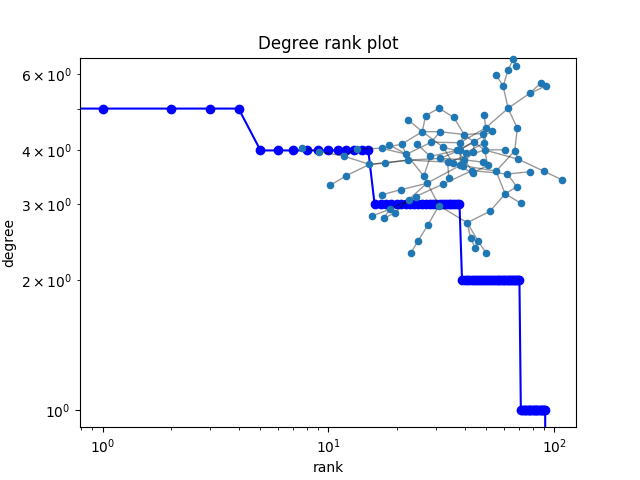 Degree rank plot
6 × 10⁰
4 × 10⁰
3 × 10⁰
2 × 10⁰
10⁰
degree
10⁰
10¹
10²
rank